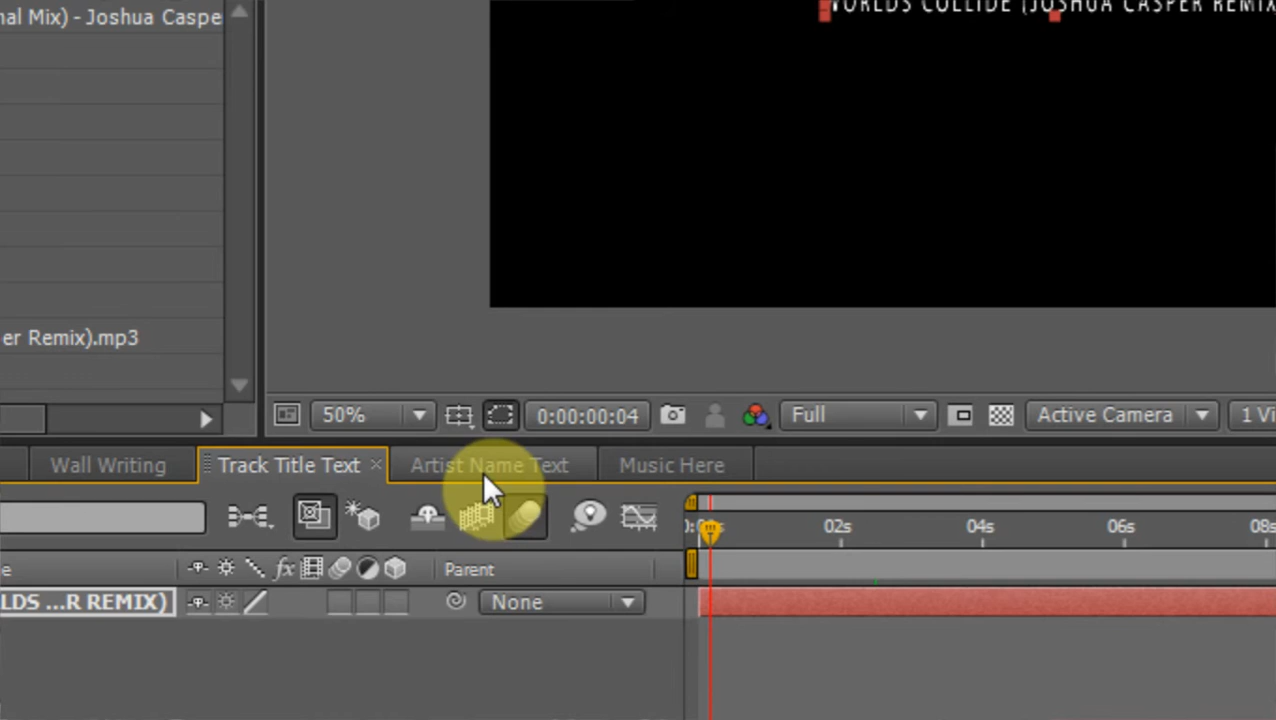 nal Mix) - Joshua Caspe
WORLDS COLLIDE (JOSHUA CASPER REMIX
er Remix).mp3
50%
0:00:00:04
Full
Active Camera
1 Vi
Wall Writing
Track Title Text
Artist Name Text
Music Here
02s
04s
06s
08s
e
fx
Parent
LDS ...R REMIX)
None